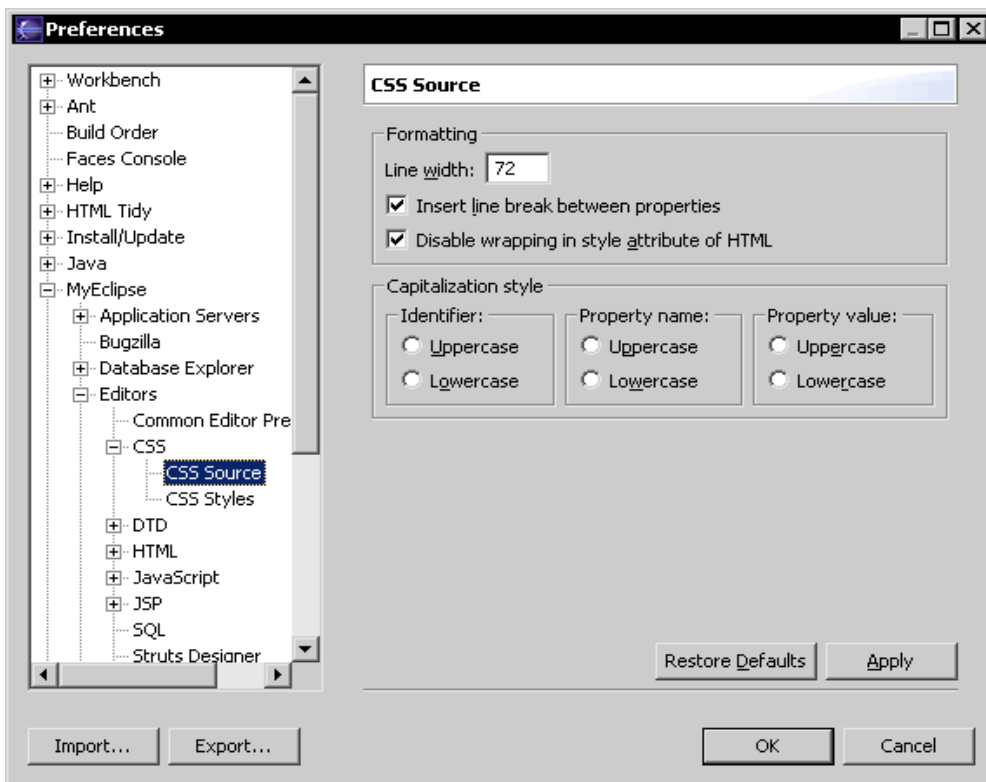 Preferences
Workbench
Ant
Build Order
Faces Console
Help
HTML Tidy
Install/Update
Java
MyEclipse
Application Servers
Bugzilla
Database Explorer
Editors
Common Editor Pre
CSS
CSS Source
CSS Styles
DTD
HTML
JavaScript
JSP
SQL
Struts Designer
CSS Source
Formatting
Line width: 72
Insert line break between properties
Disable wrapping in style attribute of HTML
Capitalization style
Identifier: Property name: Property value:
Uppercase Uppercase Uppercase
Lowercase Lowercase Lowercase
Restore Defaults Apply
Import... Export... OK Cancel